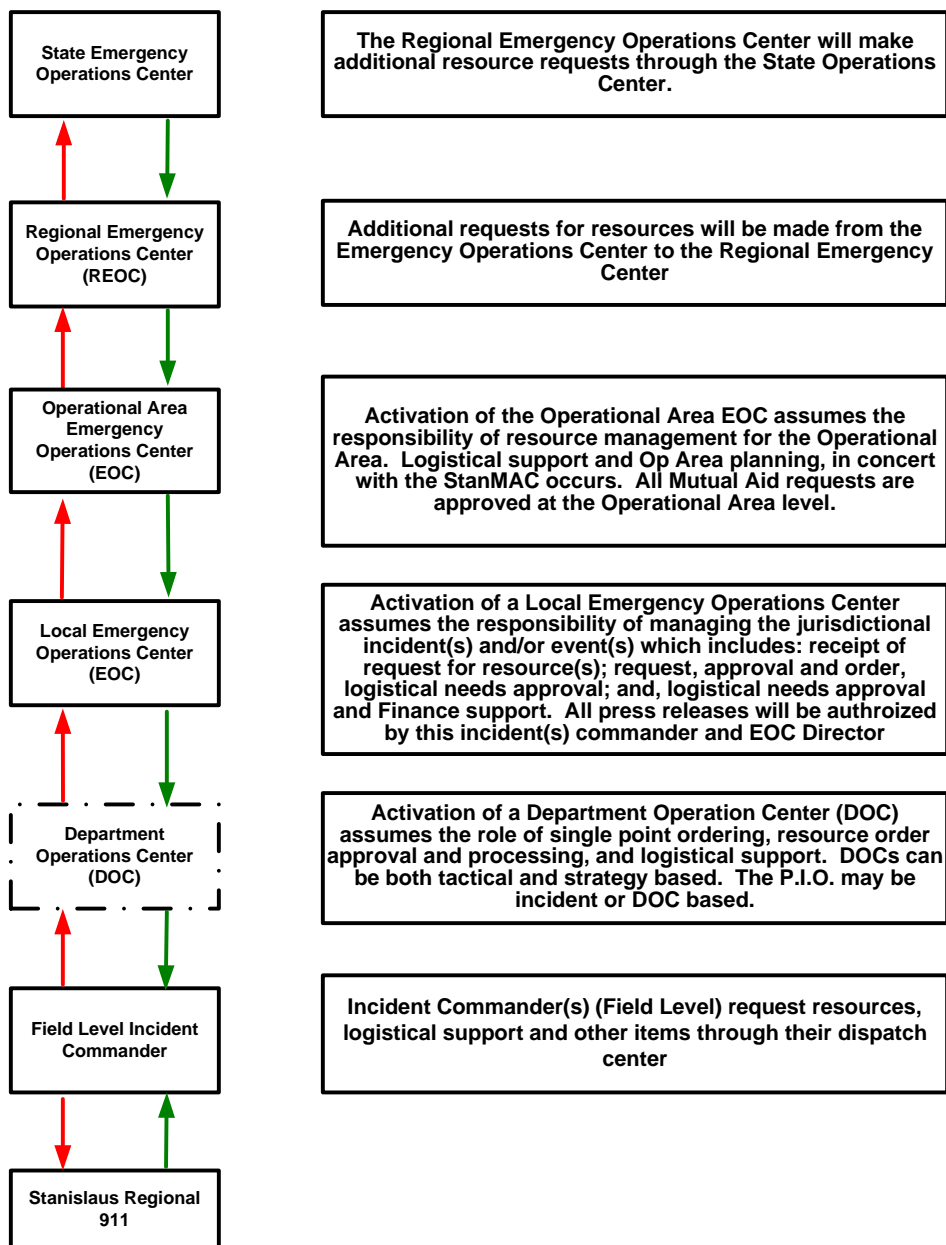 State Emergency
Operations Center
The Regional Emergency Operations Center will make
additional resource requests through the State Operations
Center.
Regional Emergency
Operations Center
(REOC)
Additional requests for resources will be made from the
Emergency Operations Center to the Regional Emergency
Center
Operational Area
Emergency
Operations Center
(EOC)
Activation of the Operational Area EOC assumes the
responsibility of resource management for the Operational
Area.  Logistical support and Op Area planning, in concert
with the StanMAC occurs.  All Mutual Aid requests are
approved at the Operational Area level.
Local Emergency
Operations Center
(EOC)
Activation of a Local Emergency Operations Center
assumes the responsibility of managing the jurisdictional
incident(s) and/or event(s) which includes: receipt of
request for resource(s); request, approval and order,
logistical needs approval; and, logistical needs approval
and Finance support.  All press releases will be authroized
by this incident(s) commander and EOC Director
Department
Operations Center
(DOC)
Activation of a Department Operation Center (DOC)
assumes the role of single point ordering, resource order
approval and processing, and logistical support.  DOCs can
be both tactical and strategy based.  The P.I.O. may be
incident or DOC based.
Field Level Incident
Commander
Incident Commander(s) (Field Level) request resources,
logistical support and other items through their dispatch
center
Stanislaus Regional
911